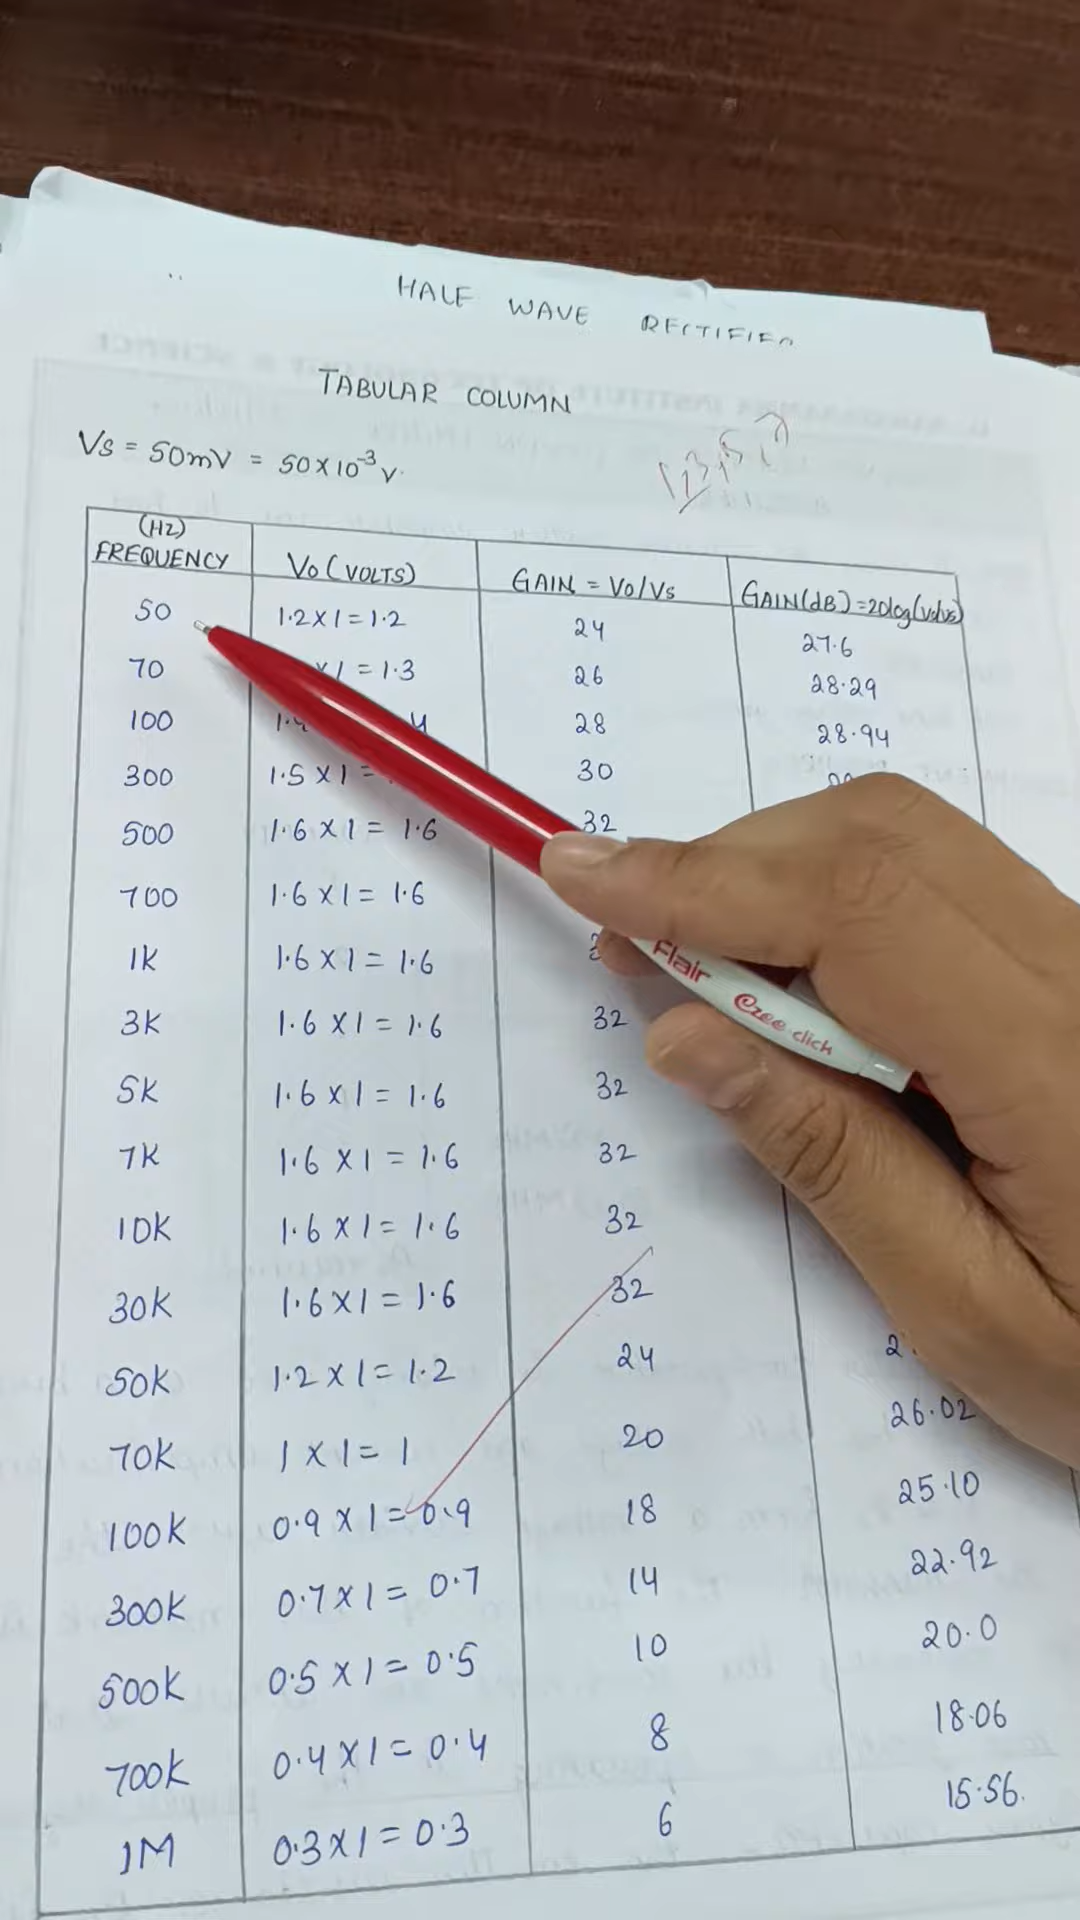 HALF WAVE RECTIFIER
TABULAR COLUMN
Vs = 50mV = 50×10⁻³ V.
(HZ) FREQUENCY Vo (VOLTS) GAIN = Vo/Vs GAIN(dB)=20log(Vo/Vs)
50 1.2×1=1.2 24 27.6
70 ×1=1.3 26 28.29
100 28 28.94
300 1.5×1= 30
500 1.6×1=1.6 32
700 1.6×1=1.6
1K 1.6×1=1.6
3K 1.6×1=1.6 32
5K 1.6×1=1.6 32
7K 1.6×1=1.6 32
10K 1.6×1=1.6 32
30K 1.6×1=1.6 32
50K 1.2×1=1.2 24
70K 1×1=1 20 26.02
100K 0.9×1=0.9 18 25.10
300K 0.7×1=0.7 14 22.92
500K 0.5×1=0.5 10 20.0
700K 0.4×1=0.4 8 18.06
1M 0.3×1=0.3 6 15.56.
Flair Ezee-click